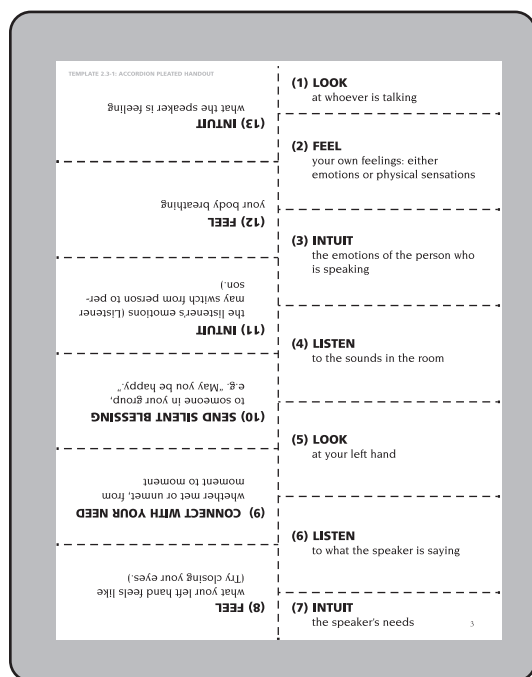 TEMPLATE 2.3-1: ACCORDION PLEATED HANDOUT
(1) LOOK
at whoever is talking
(2) FEEL
your own feelings: either
emotions or physical sensations
(3) INTUIT
the emotions of the person who
is speaking
(4) LISTEN
to the sounds in the room
(5) LOOK
at your left hand
(6) LISTEN
to what the speaker is saying
(7) INTUIT
the speaker's needs
3
(8) FEEL
what your left hand feels like
(Try closing your eyes.)
(9) CONNECT WITH YOUR NEED
whether met or unmet, from
moment to moment
(10) SEND SILENT BLESSING
to someone in your group,
e.g. "May you be happy."
(11) INTUIT
the listener's emotions (Listener
may switch from person to per-
son.)
(12) FEEL
your body breathing
(13) INTUIT
what the speaker is feeling